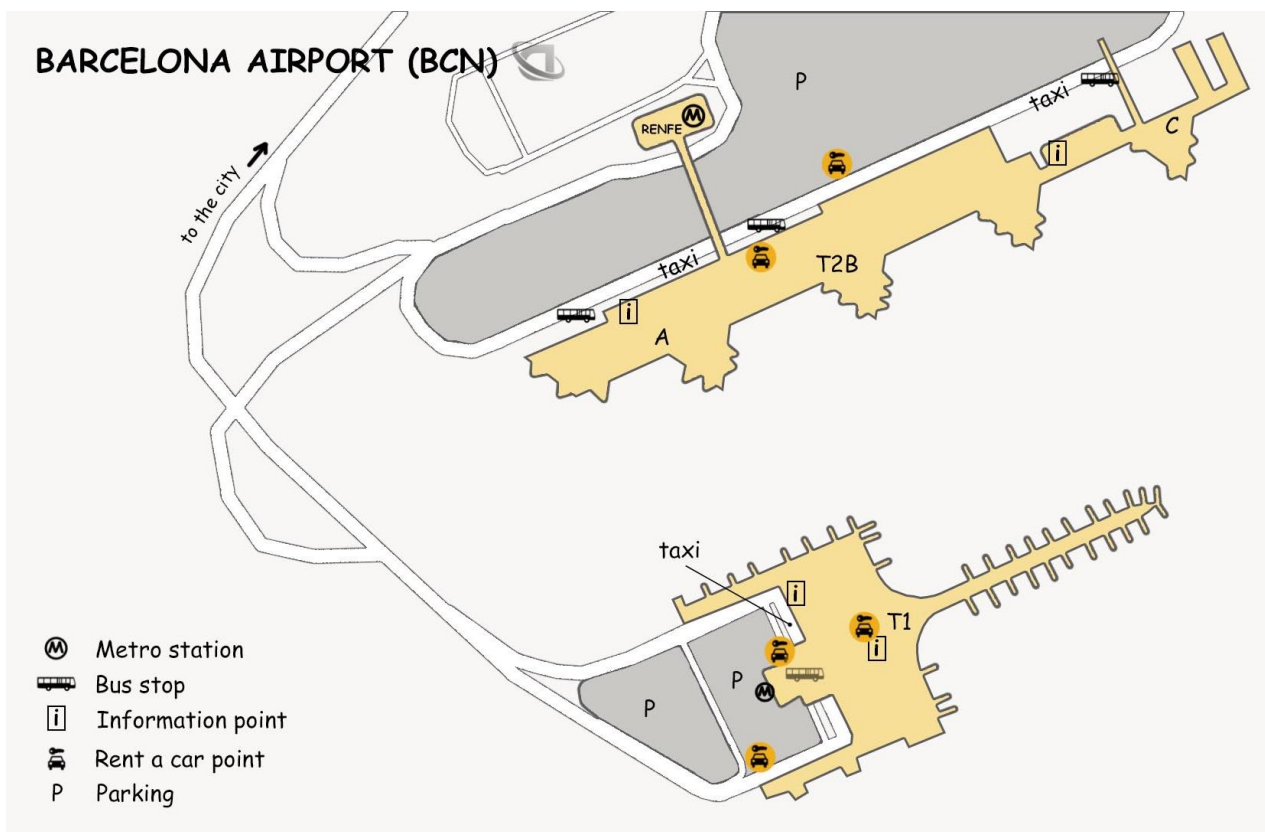 BARCELONA AIRPORT (BCN)
P
taxi
C
RENFE
M
i
to the city
taxi
T2B
i
A
taxi
i
T1
i
P
M
P
M Metro station
Bus stop
i Information point
Rent a car point
P Parking